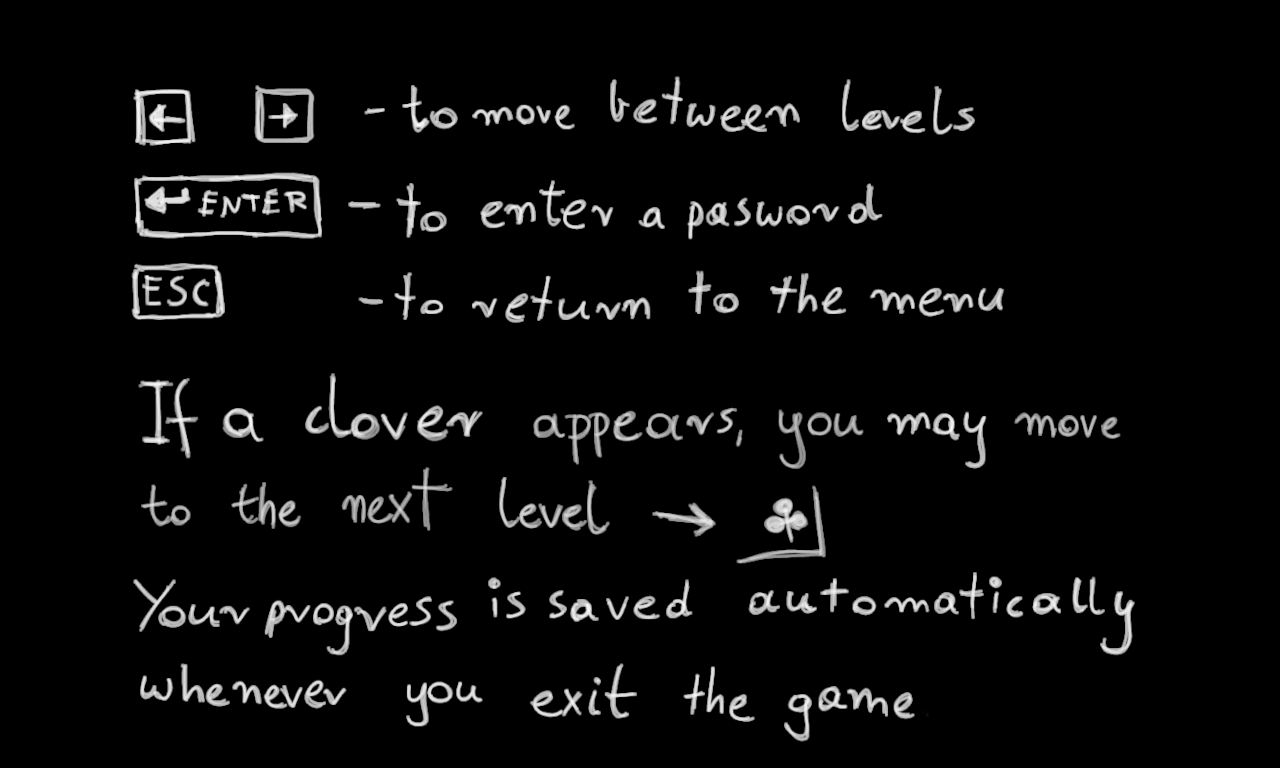 ← → - to move between levels
↵ ENTER - to enter a pasword
ESC - to return to the menu
If a clover appears, you may move
to the next level → ♣
Your progress is saved automatically
whenever you exit the game